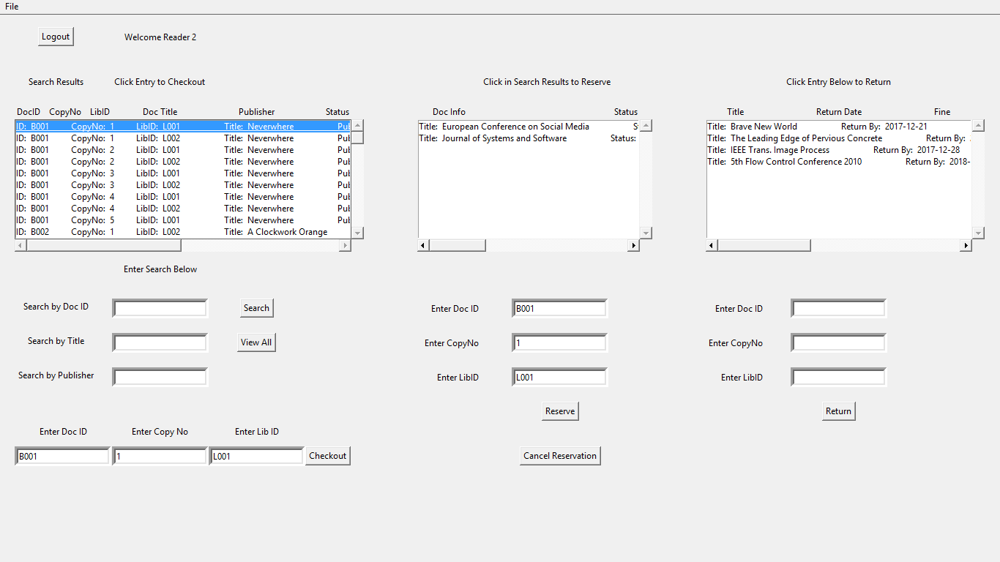 File
Logout Welcome Reader 2
Search Results Click Entry to Checkout Click in Search Results to Reserve Click Entry Below to Return
DocID CopyNo LibID Doc Title Publisher Status Doc Info Status Title Return Date Fine
ID: B001 CopyNo: 1 LibID: L001 Title: Neverwhere Pul
ID: B001 CopyNo: 1 LibID: L002 Title: Neverwhere Pul
ID: B001 CopyNo: 2 LibID: L001 Title: Neverwhere Pul
ID: B001 CopyNo: 2 LibID: L002 Title: Neverwhere Pul
ID: B001 CopyNo: 3 LibID: L001 Title: Neverwhere Pul
ID: B001 CopyNo: 3 LibID: L002 Title: Neverwhere Pul
ID: B001 CopyNo: 4 LibID: L001 Title: Neverwhere Pul
ID: B001 CopyNo: 4 LibID: L002 Title: Neverwhere Pul
ID: B001 CopyNo: 5 LibID: L001 Title: Neverwhere Pul
ID: B002 CopyNo: 1 LibID: L002 Title: A Clockwork Orange
Title: European Conference on Social Media S
Title: Journal of Systems and Software Status:
Title: Brave New World Return By: 2017-12-21
Title: The Leading Edge of Pervious Concrete Return By:
Title: IEEE Trans. Image Process Return By: 2017-12-28
Title: 5th Flow Control Conference 2010 Return By: 2018-
Enter Search Below
Search by Doc ID Search
Search by Title View All
Search by Publisher
Enter Doc ID Enter Copy No Enter Lib ID
B001 1 L001 Checkout
Enter Doc ID B001
Enter CopyNo 1
Enter LibID L001
Reserve
Cancel Reservation
Enter Doc ID
Enter CopyNo
Enter LibID
Return